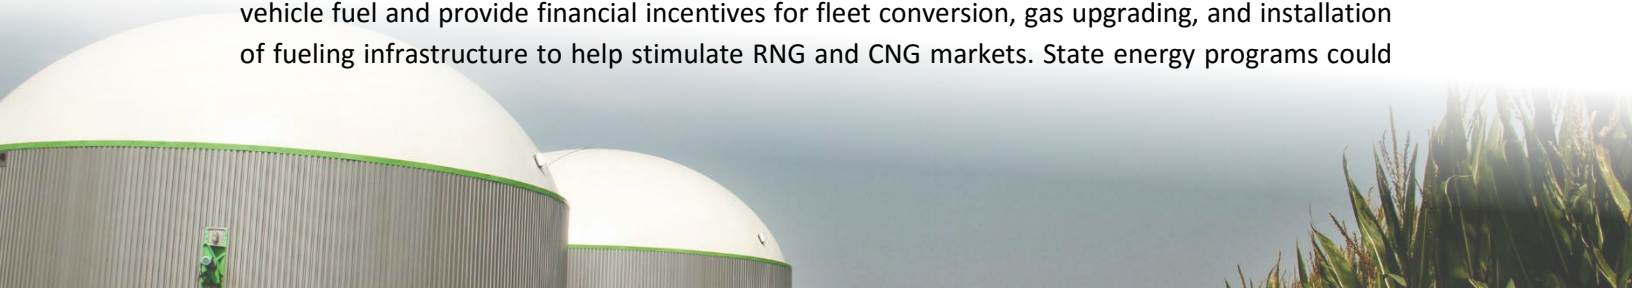 vehicle fuel and provide financial incentives for fleet conversion, gas upgrading, and installation
of fueling infrastructure to help stimulate RNG and CNG markets. State energy programs could